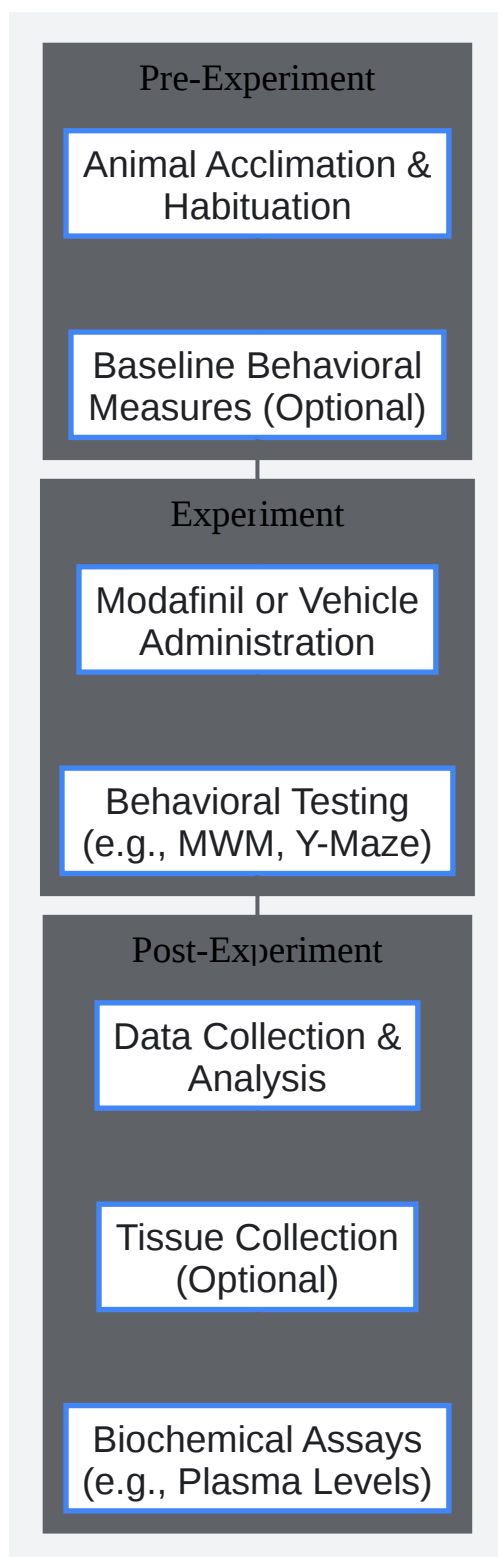 Pre-Experiment
Animal Acclimation &
Habituation
Baseline Behavioral
Measures (Optional)
Experiment
Modafinil or Vehicle
Administration
Behavioral Testing
(e.g., MWM, Y-Maze)
Post-Experiment
Data Collection &
Analysis
Tissue Collection
(Optional)
Biochemical Assays
(e.g., Plasma Levels)